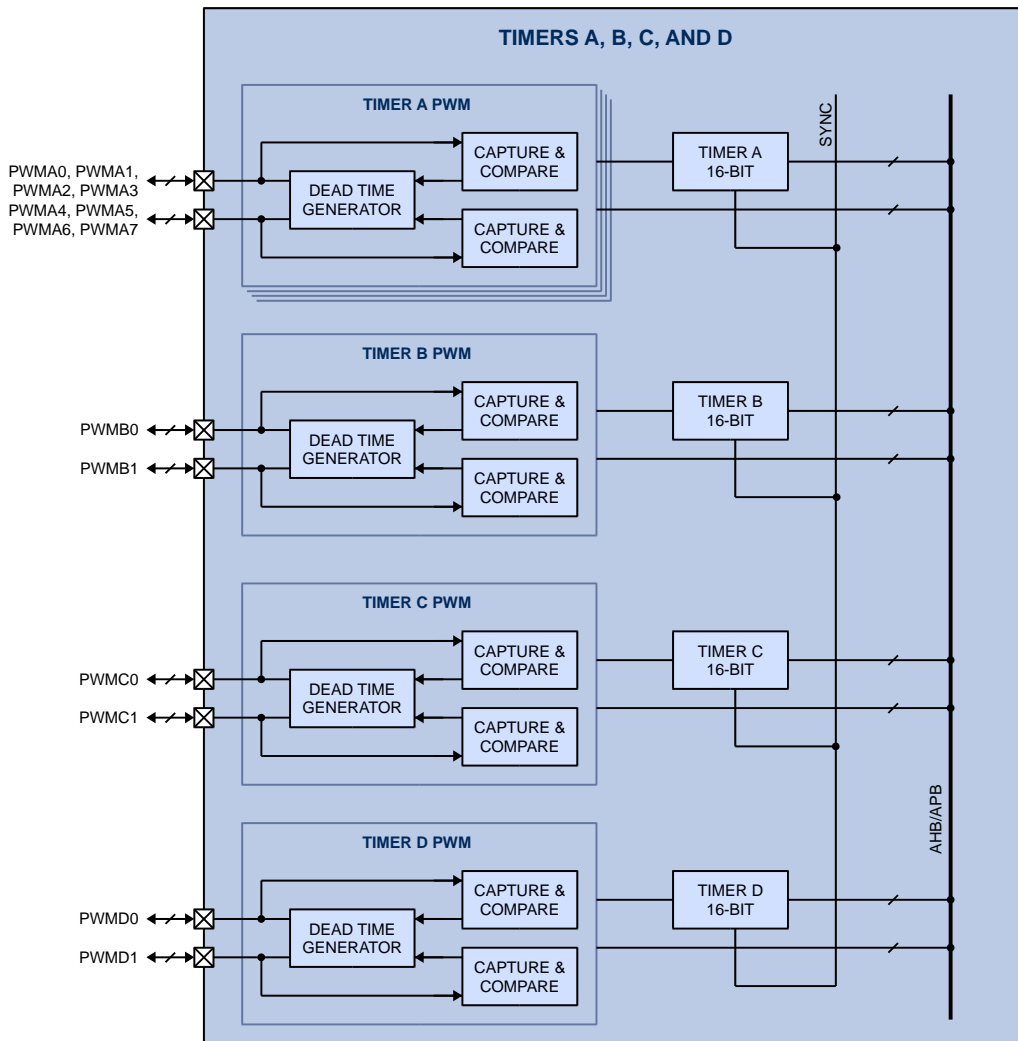 TIMERS A, B, C, AND D
TIMER A PWM
SYNC
CAPTURE &
COMPARE
TIMER A
16-BIT
PWMA0, PWMA1,
PWMA2, PWMA3
DEAD TIME
GENERATOR
PWMA4, PWMA5,
PWMA6, PWMA7
CAPTURE &
COMPARE
TIMER B PWM
CAPTURE &
COMPARE
TIMER B
16-BIT
PWMB0
DEAD TIME
GENERATOR
PWMB1
CAPTURE &
COMPARE
TIMER C PWM
CAPTURE &
COMPARE
TIMER C
16-BIT
PWMC0
DEAD TIME
GENERATOR
PWMC1
CAPTURE &
COMPARE
AHB/APB
TIMER D PWM
CAPTURE &
COMPARE
TIMER D
16-BIT
PWMD0
DEAD TIME
GENERATOR
PWMD1
CAPTURE &
COMPARE